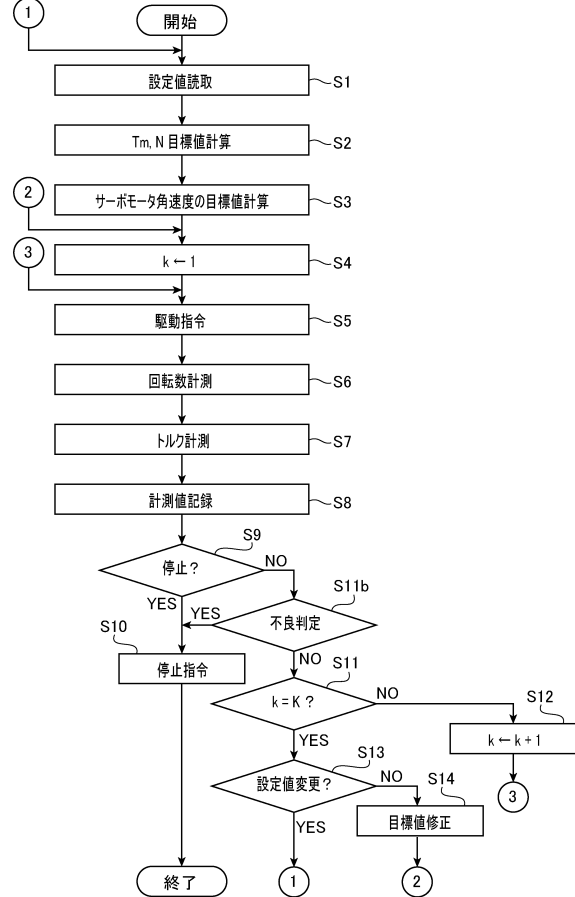 1
開始
設定値読取
S1
Tm, N 目標値計算
S2
2
サーボモータ角速度の目標値計算
S3
3
k ← 1
S4
駆動指令
S5
回転数計測
S6
トルク計測
S7
計測値記録
S8
S9
停止?
NO
YES
S11b
YES
不良判定
S10
停止指令
NO
S11
k = K ?
NO
S12
k ← k + 1
YES
S13
3
設定値変更?
NO
S14
目標値修正
YES
終了
1
2